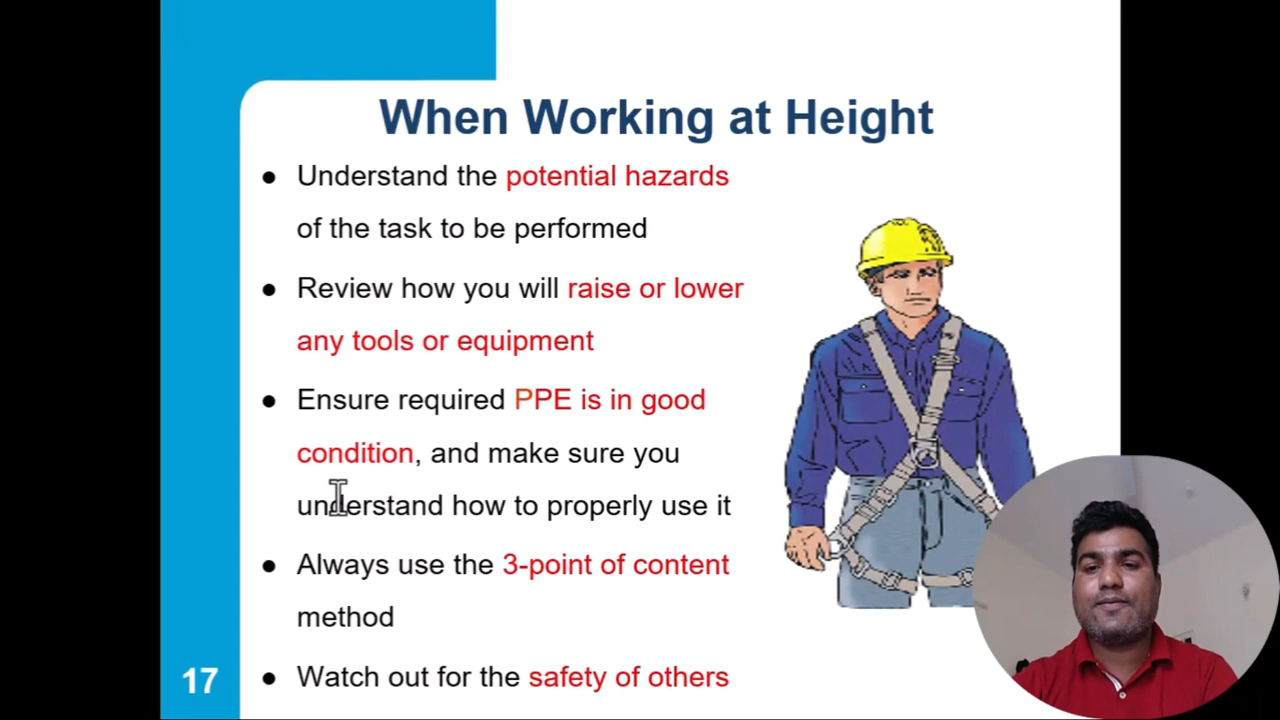 When Working at Height
● Understand the potential hazards
of the task to be performed
● Review how you will raise or lower
any tools or equipment
● Ensure required PPE is in good
condition, and make sure you
understand how to properly use it
● Always use the 3-point of content
method
● Watch out for the safety of others
17